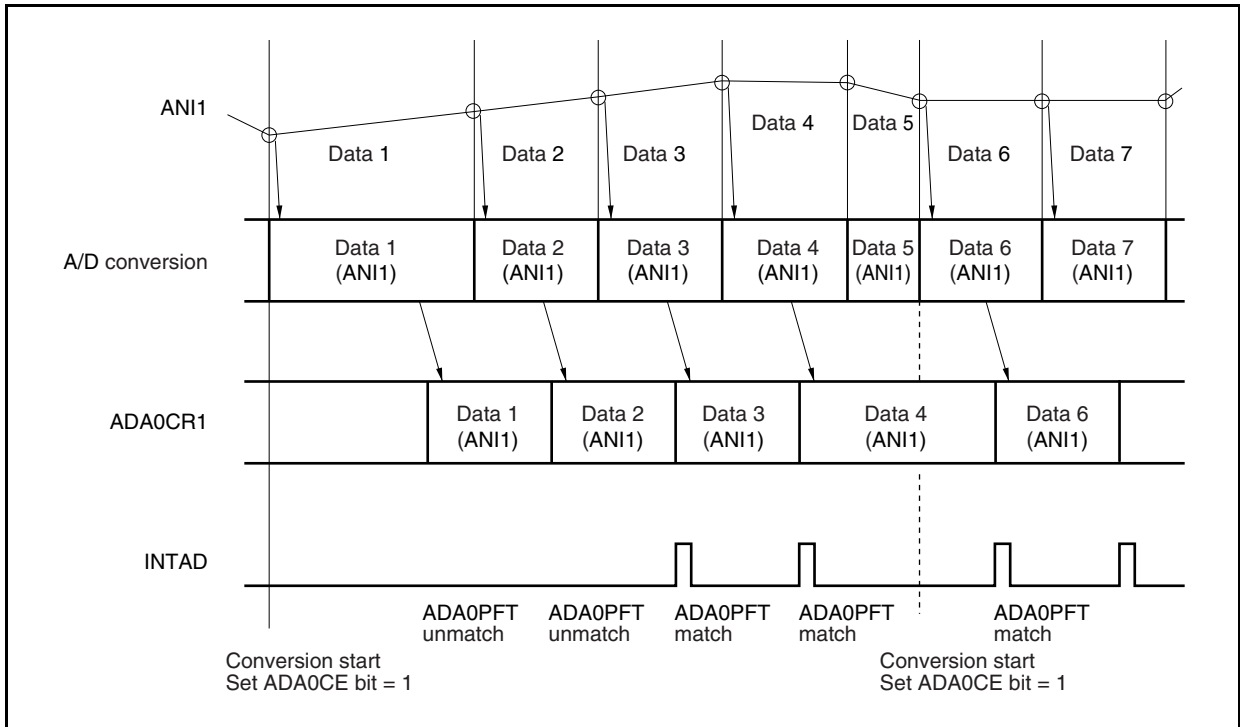 ANI1
Data 1
Data 2
Data 3
Data 4
Data 5
Data 6
Data 7
A/D conversion
Data 1
(ANI1)
Data 2
(ANI1)
Data 3
(ANI1)
Data 4
(ANI1)
Data 5
(ANI1)
Data 6
(ANI1)
Data 7
(ANI1)
ADA0CR1
Data 1
(ANI1)
Data 2
(ANI1)
Data 3
(ANI1)
Data 4
(ANI1)
Data 6
(ANI1)
INTAD
ADA0PFT
unmatch
ADA0PFT
unmatch
ADA0PFT
match
ADA0PFT
match
ADA0PFT
match
Conversion start
Set ADA0CE bit = 1
Conversion start
Set ADA0CE bit = 1